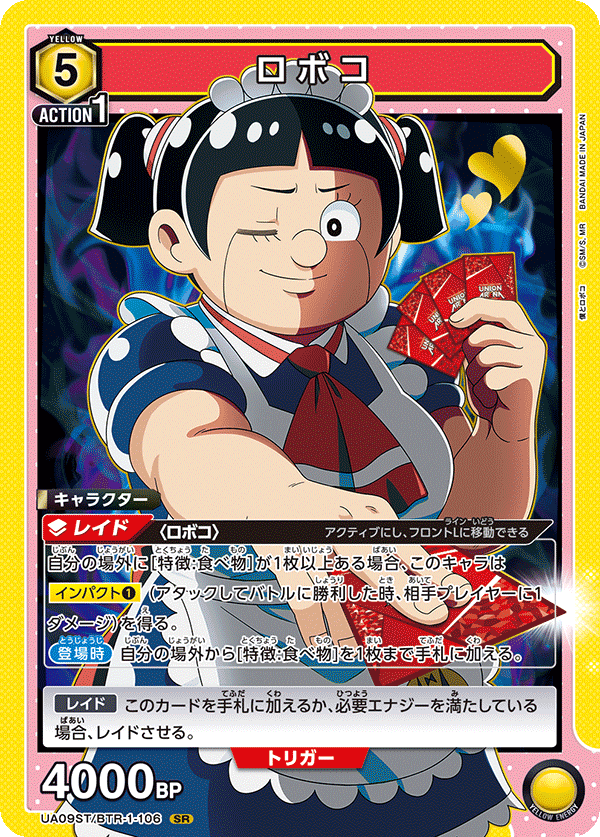 YELLOW
5
ACTION1
ロボコ
BANDAI MADE IN JAPAN
©SM/S, MR
僕とロボコ
UNION ARENA
キャラクター
レイド 〈ロボコ〉 アクティブにし、フロントLに移動できる
自分の場外に[特徴:食べ物]が1枚以上ある場合、このキャラは
インパクト❶ (アタックしてバトルに勝利した時、相手プレイヤーに1
ダメージ)を得る。
登場時 自分の場外から[特徴:食べ物]を1枚まで手札に加える。
レイド このカードを手札に加えるか、必要エナジーを満たしている
場合、レイドさせる。
トリガー
4000BP
UA09ST/BTR-1-106 SR
YELLOW ENERGY